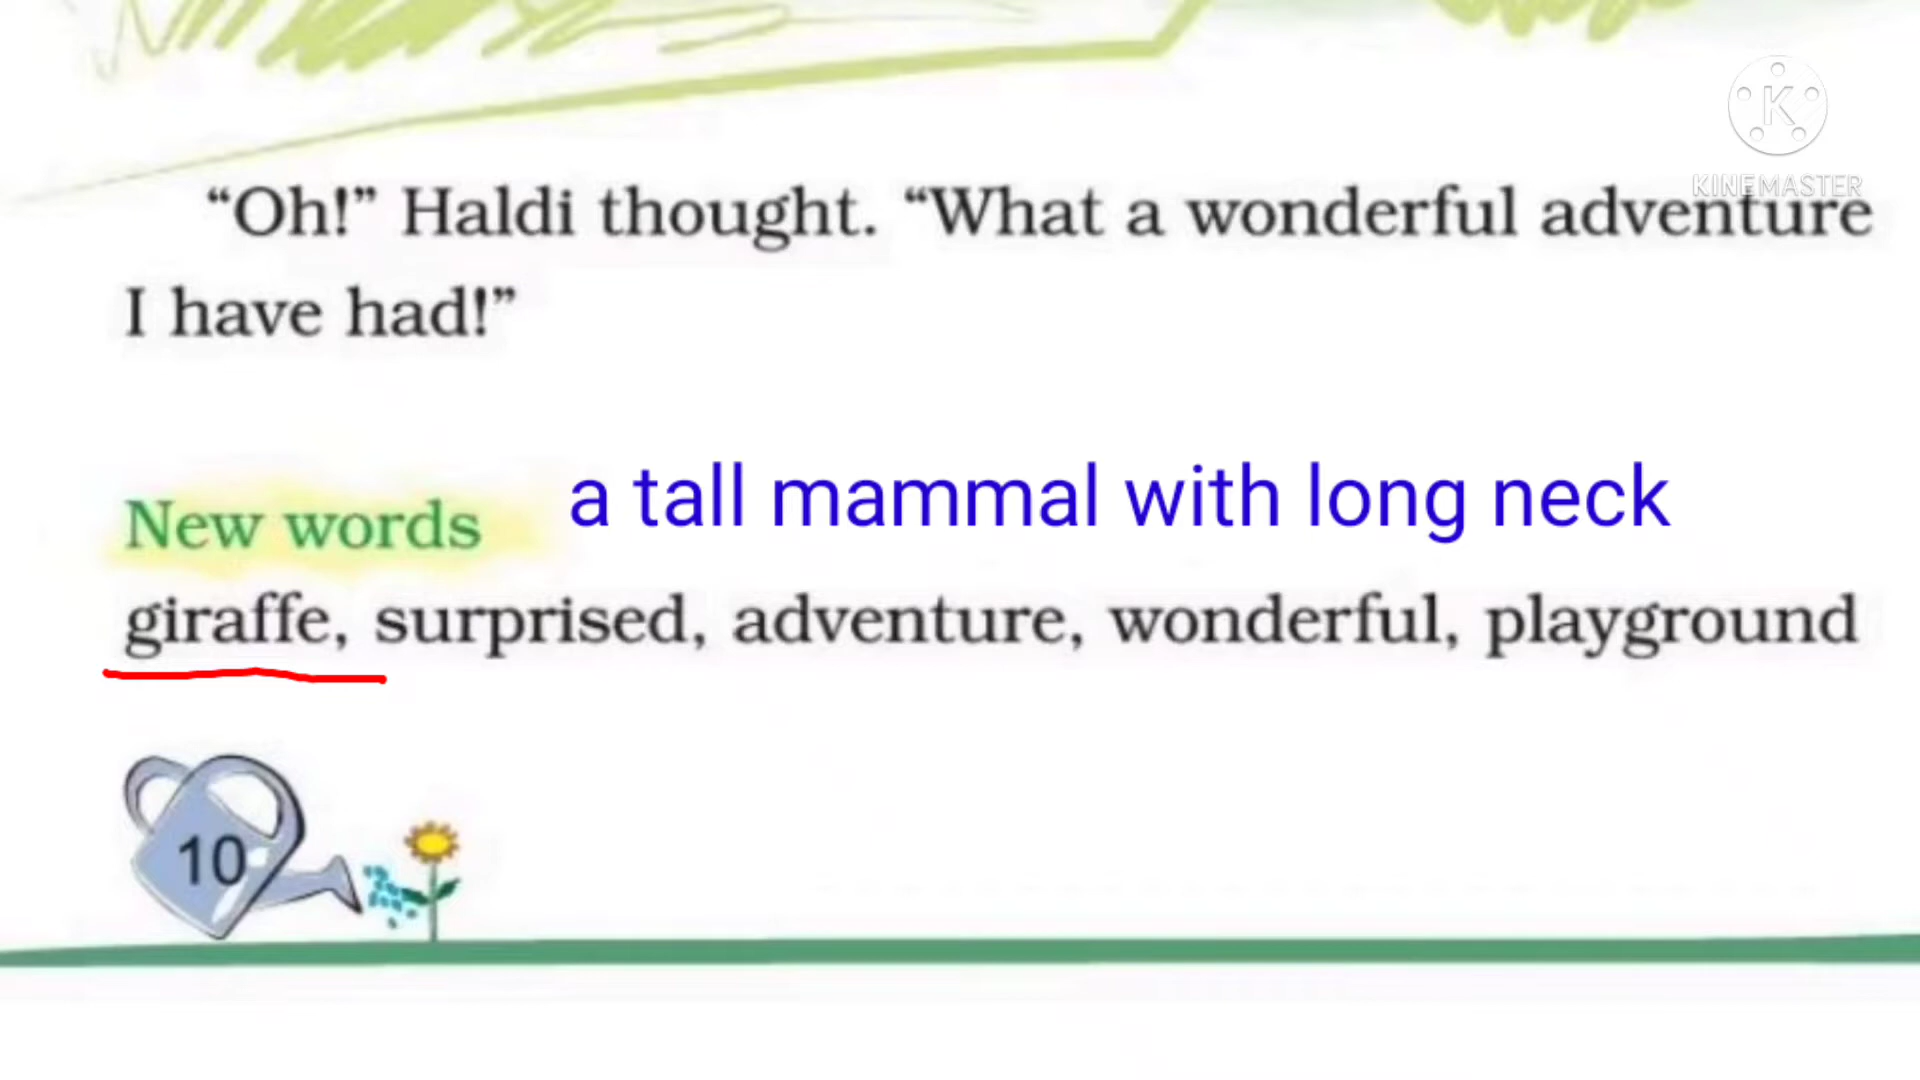 KINEMASTER
“Oh!” Haldi thought. “What a wonderful adventure
I have had!”
a tall mammal with long neck
New words
giraffe, surprised, adventure, wonderful, playground
10